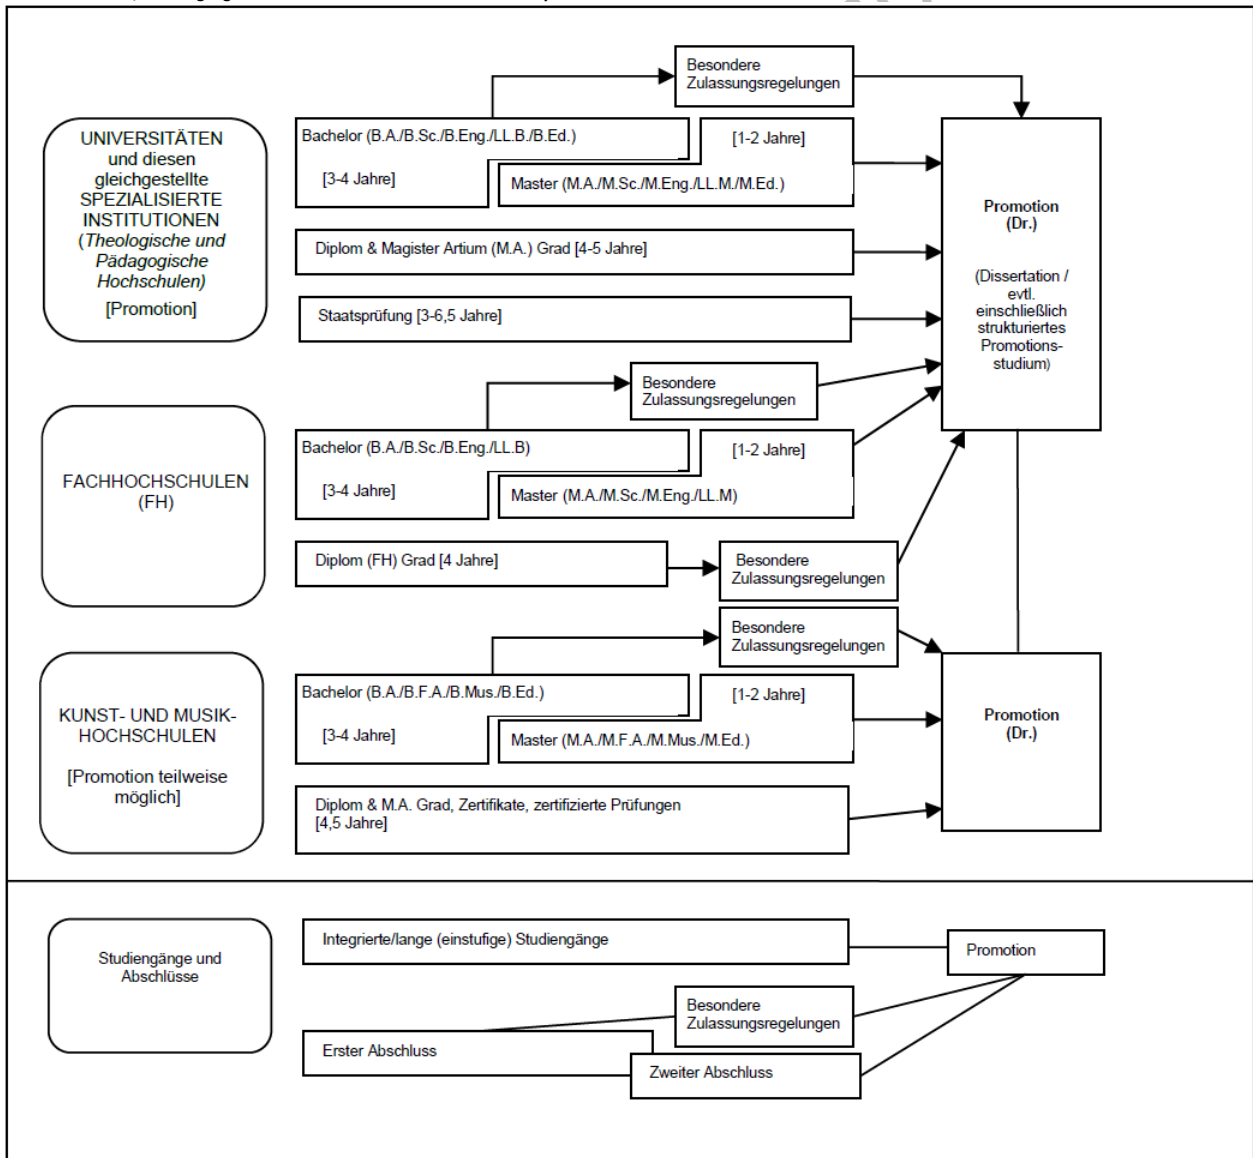 Besondere
Zulassungsregelungen
UNIVERSITÄTEN
und diesen
gleichgestellte
SPEZIALISIERTE
INSTITUTIONEN
(Theologische und
Pädagogische
Hochschulen)
[Promotion]
Bachelor (B.A./B.Sc./B.Eng./LL.B./B.Ed.)
[1-2 Jahre]
[3-4 Jahre]
Master (M.A./M.Sc./M.Eng./LL.M./M.Ed.)
Diplom & Magister Artium (M.A.) Grad [4-5 Jahre]
Staatsprüfung [3-6,5 Jahre]
Promotion
(Dr.)
(Dissertation /
evtl.
einschließlich
strukturiertes
Promotions-
studium)
Besondere
Zulassungsregelungen
FACHHOCHSCHULEN
(FH)
Bachelor (B.A./B.Sc./B.Eng./LL.B)
[1-2 Jahre]
[3-4 Jahre]
Master (M.A./M.Sc./M.Eng./LL.M)
Diplom (FH) Grad [4 Jahre]
Besondere
Zulassungsregelungen
Besondere
Zulassungsregelungen
KUNST- UND MUSIK-
HOCHSCHULEN
[Promotion teilweise
möglich]
Bachelor (B.A./B.F.A./B.Mus./B.Ed.)
[1-2 Jahre]
[3-4 Jahre]
Master (M.A./M.F.A./M.Mus./M.Ed.)
Diplom & M.A. Grad, Zertifikate, zertifizierte Prüfungen
[4,5 Jahre]
Promotion
(Dr.)
Studiengänge und
Abschlüsse
Integrierte/lange (einstufige) Studiengänge
Promotion
Besondere
Zulassungsregelungen
Erster Abschluss
Zweiter Abschluss